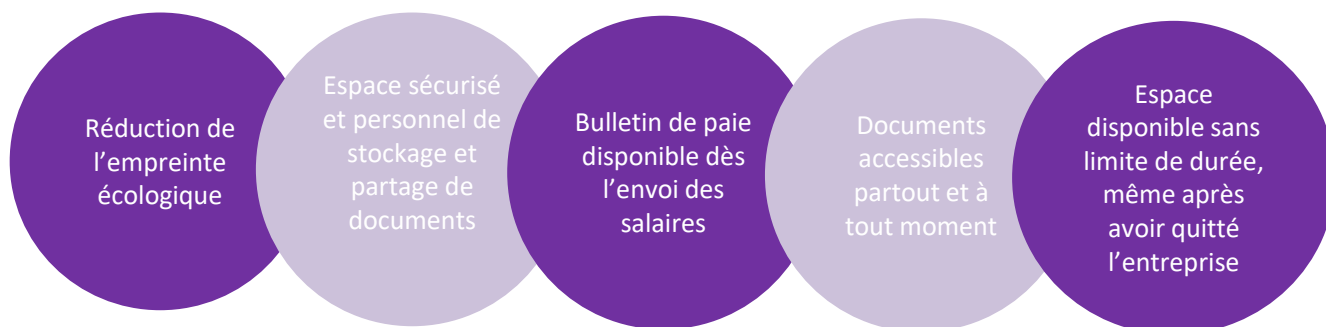 Réduction de
l’empreinte
écologique
Espace sécurisé
et personnel de
stockage et
partage de
documents
Bulletin de paie
disponible dès
l’envoi des
salaires
Documents
accessibles
partout et à
tout moment
Espace
disponible sans
limite de durée,
même après
avoir quitté
l’entreprise